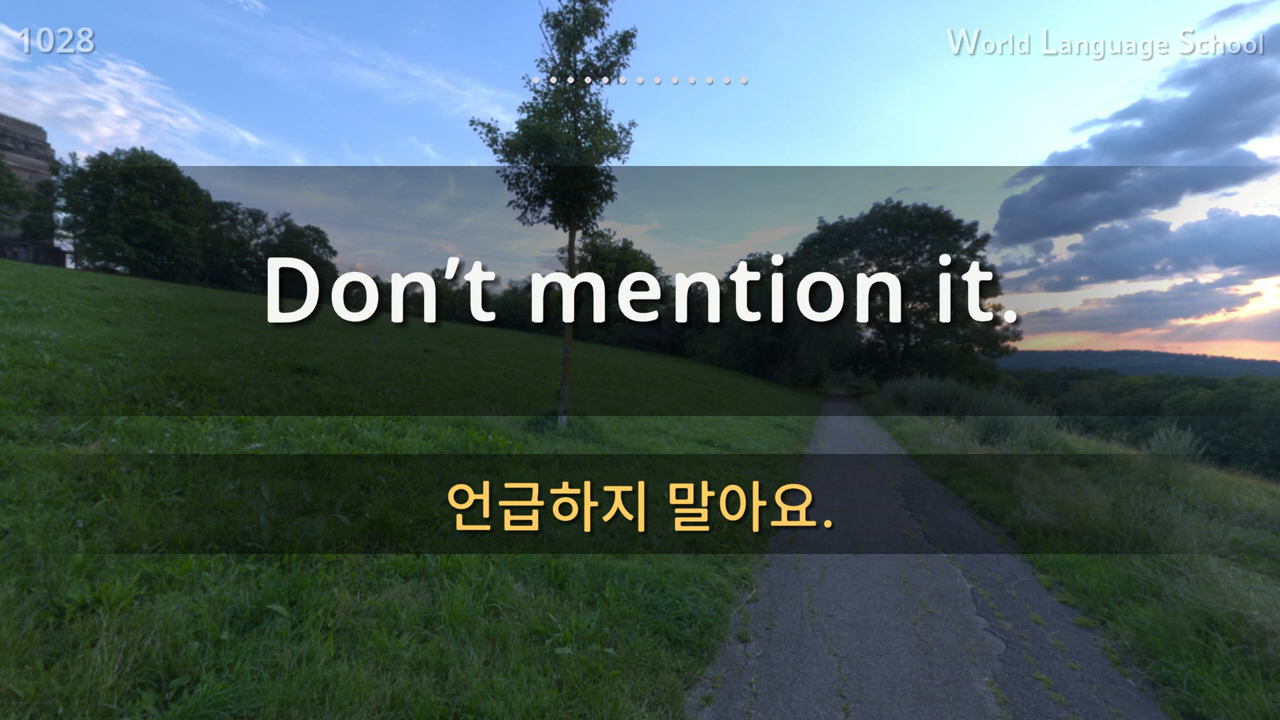 1028
World Language School
Don’t mention it.
언급하지 말아요.